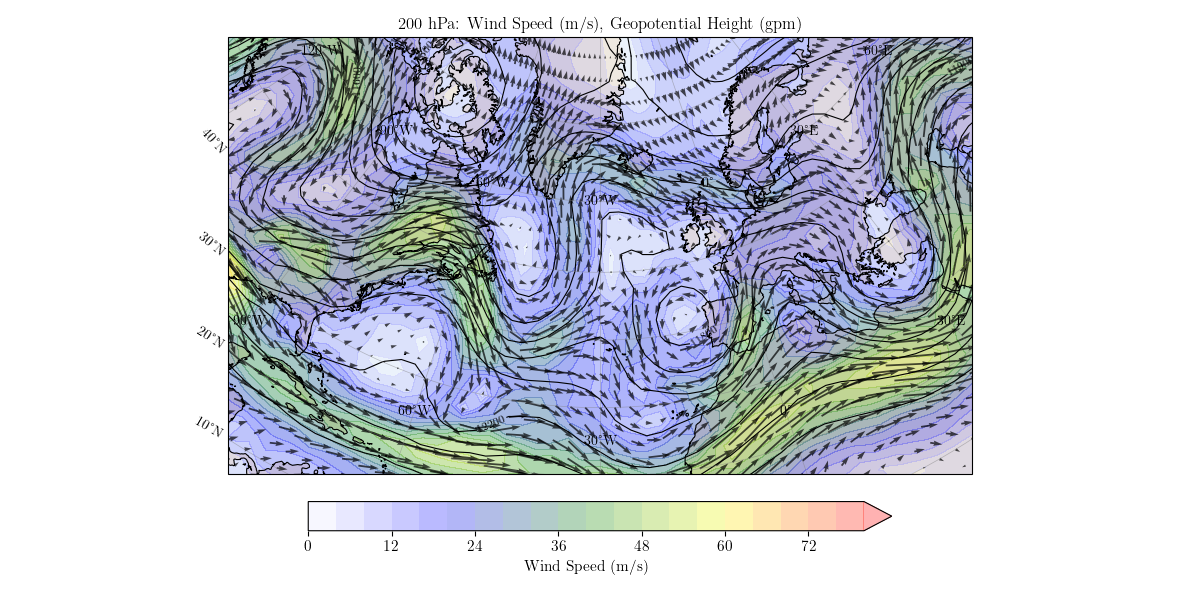 200 hPa: Wind Speed (m/s), Geopotential Height (gpm)
120°W
60°E
90°W
30°E
40°N
60°W
0
30°W
30°N
90°W
30°E
20°N
60°W
0
12200
10°N
30°W
0 12 24 36 48 60 72
Wind Speed (m/s)